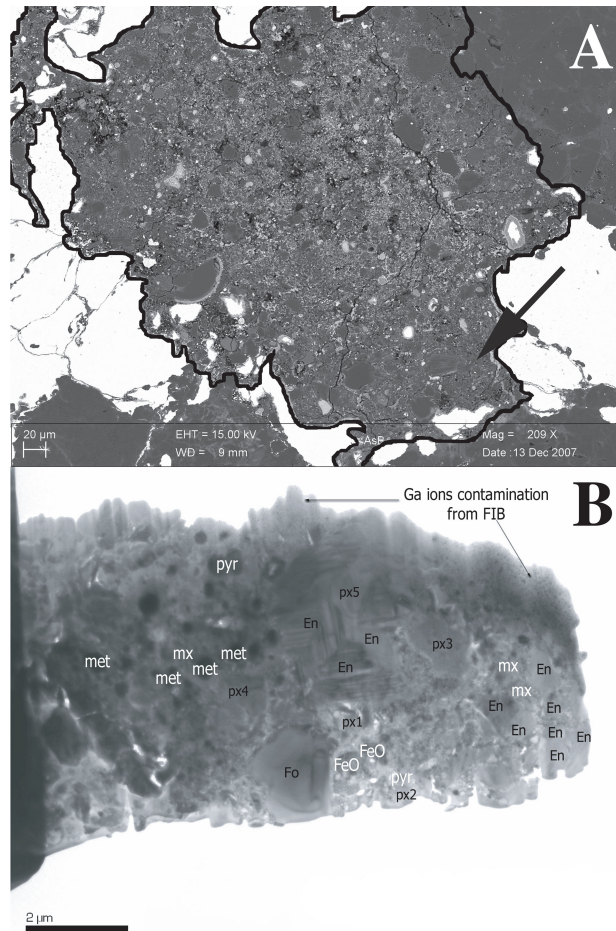 A
20 µm
EHT = 15.00 kV
WD = 9 mm
Mag = 209 X
Date :13 Dec 2007
Ga ions contamination
from FIB
B
pyr
px5
En
En
px3
met
mx
met
met
met
px4
En
mx
mx
En
En
En
px1
En
En
En
En
FeO
FeO
Fo
pyr
px2
2 µm